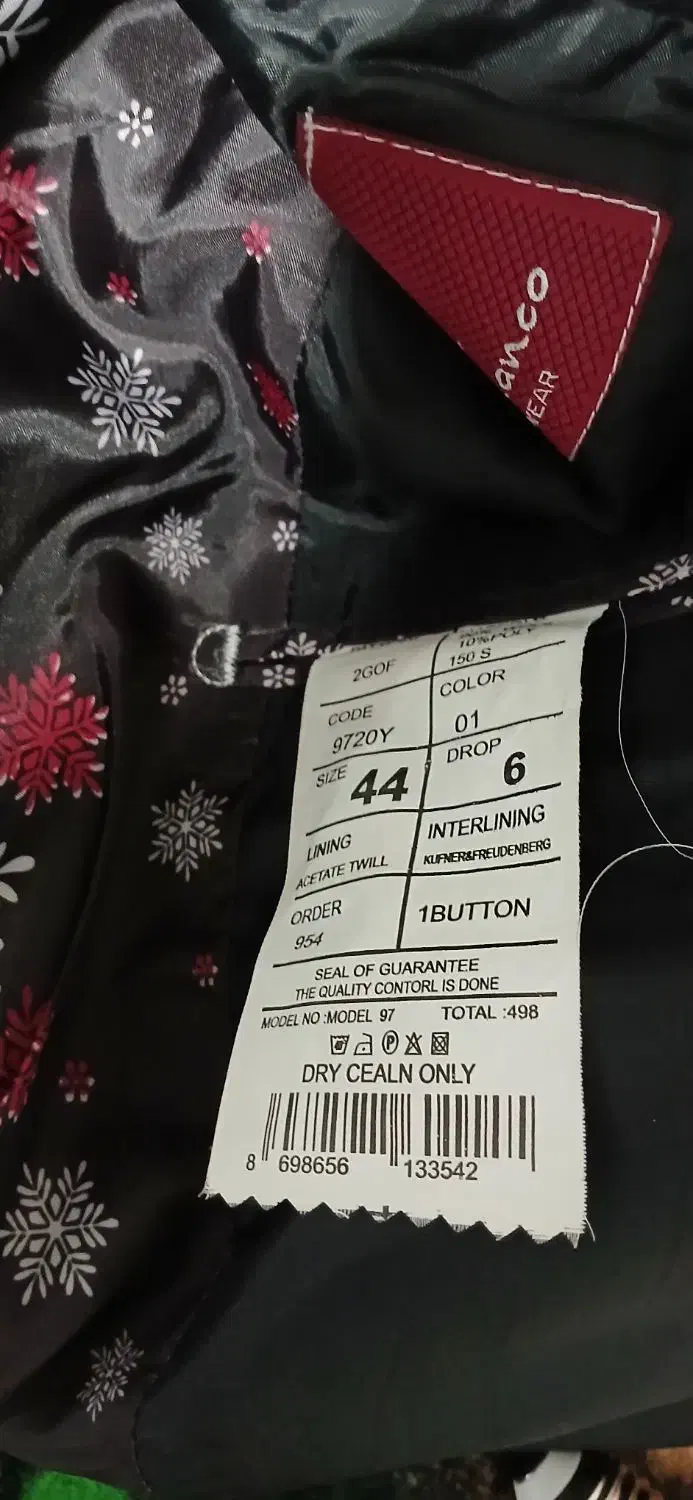 anco
EAR
2GOF
10%POLY
150 S
CODE
9720Y
COLOR
01
SIZE 44
DROP 6
LINING
ACETATE TWILL
INTERLINING
KUFNER&FREUDENBERG
ORDER
954
1BUTTON
SEAL OF GUARANTEE
THE QUALITY CONTORL IS DONE
MODEL NO :MODEL 97 TOTAL :498
DRY CEALN ONLY
8 698656 133542